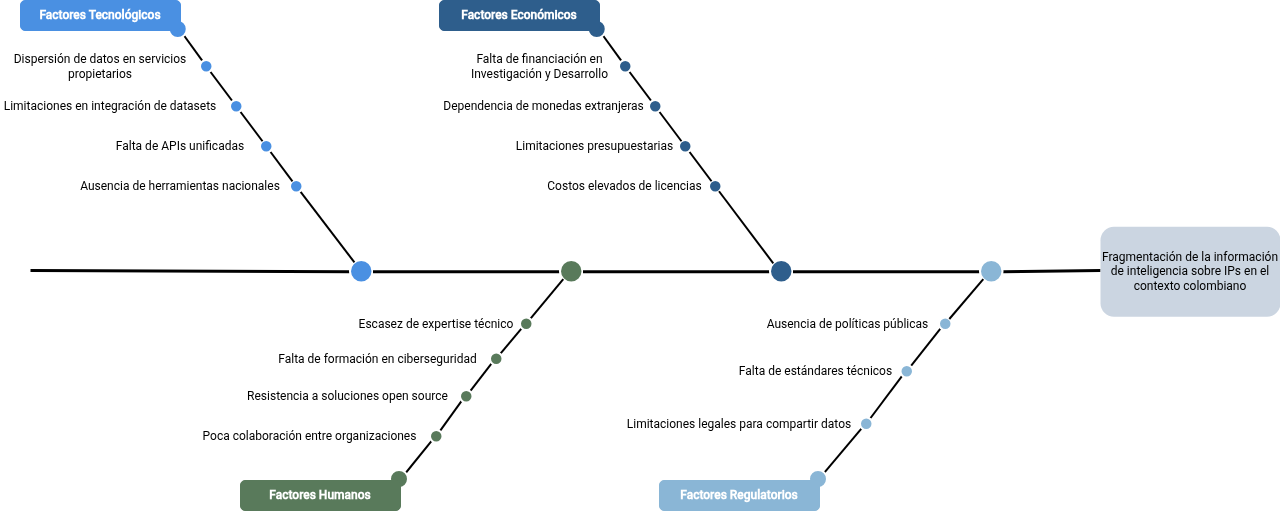 Factores Tecnológicos
Dispersión de datos en servicios
propietarios
Limitaciones en integración de datasets
Falta de APIs unificadas
Ausencia de herramientas nacionales
Factores Económicos
Falta de financiación en
Investigación y Desarrollo
Dependencia de monedas extranjeras
Limitaciones presupuestarias
Costos elevados de licencias
Fragmentación de la información
de inteligencia sobre IPs en el
contexto colombiano
Escasez de expertise técnico
Falta de formación en ciberseguridad
Resistencia a soluciones open source
Poca colaboración entre organizaciones
Factores Humanos
Ausencia de políticas públicas
Falta de estándares técnicos
Limitaciones legales para compartir datos
Factores Regulatorios